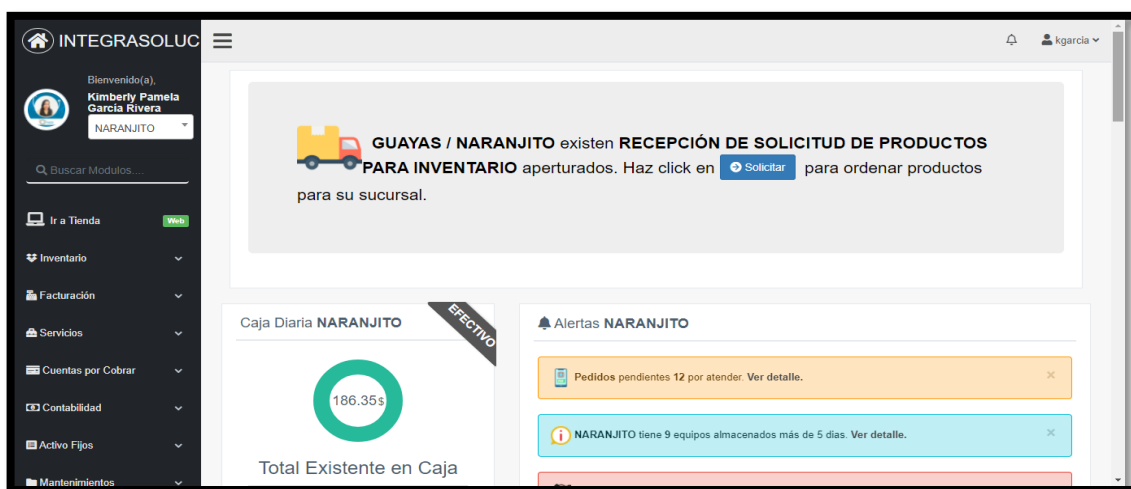 INTEGRASOLUC
kgarcia
Bienvenido(a),
Kimberly Pamela
Garcia Rivera
NARANJITO
Buscar Modulos....
Ir a Tienda
Web
Inventario
Facturación
Servicios
Cuentas por Cobrar
Contabilidad
Activo Fijos
Mantenimientos
GUAYAS / NARANJITO existen RECEPCIÓN DE SOLICITUD DE PRODUCTOS
PARA INVENTARIO aperturados. Haz click en Solicitar para ordenar productos
para su sucursal.
Caja Diaria NARANJITO
EFECTIVO
186.35$
Total Existente en Caja
Alertas NARANJITO
Pedidos pendientes 12 por atender. Ver detalle.
×
NARANJITO tiene 9 equipos almacenados más de 5 dias. Ver detalle.
×